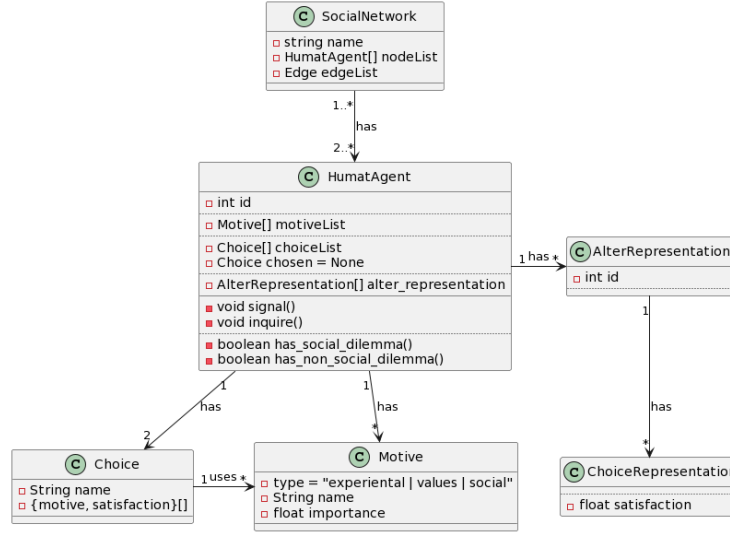 C SocialNetwork
string name
HumatAgent[] nodeList
Edge edgeList
1..*
has
2..*
C HumatAgent
int id
Motive[] motiveList
Choice[] choiceList
Choice chosen = None
AlterRepresentation[] alter_representation
void signal()
void inquire()
boolean has_social_dilemma()
boolean has_non_social_dilemma()
1 has *
C AlterRepresentation
int id
1
has
*
1
has
2
1
has
*
C Choice
String name
{motive, satisfaction}[]
1 uses *
C Motive
type = "experiental | values | social"
String name
float importance
C ChoiceRepresentation
float satisfaction